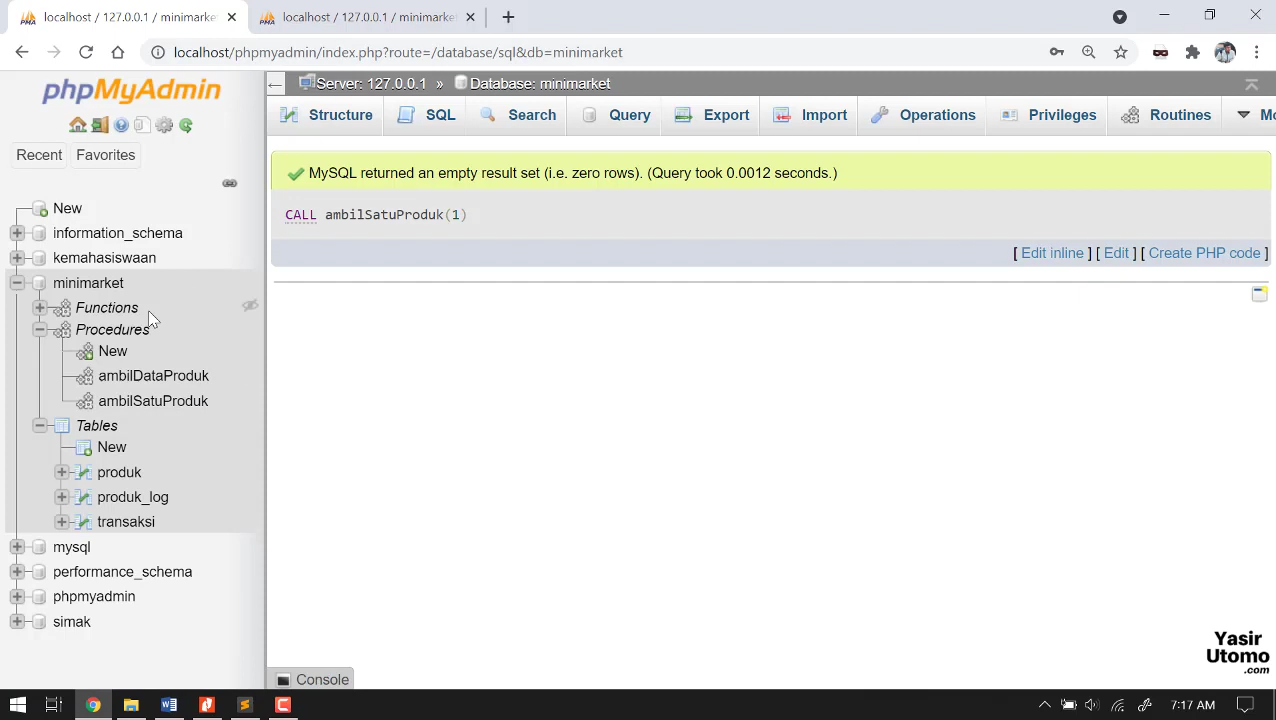 localhost / 127.0.0.1 / minimarke
localhost / 127.0.0.1 / minimarke
localhost/phpmyadmin/index.php?route=/database/sql&db=minimarket
phpMyAdmin
Server: 127.0.0.1 » Database: minimarket
Structure SQL Search Query Export Import Operations Privileges Routines Mo
Recent Favorites
MySQL returned an empty result set (i.e. zero rows). (Query took 0.0012 seconds.)
CALL ambilSatuProduk(1)
[ Edit inline ] [ Edit ] [ Create PHP code ]
New
information_schema
kemahasiswaan
minimarket
Functions
Procedures
New
ambilDataProduk
ambilSatuProduk
Tables
New
produk
produk_log
transaksi
mysql
performance_schema
phpmyadmin
simak
Console
Yasir
Utomo
.com
7:17 AM